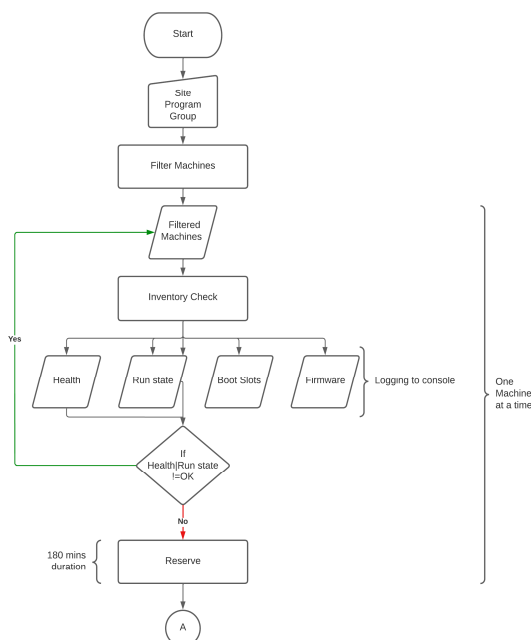 Start
Site
Program
Group
Filter Machines
Filtered
Machines
Inventory Check
Yes
Health
Run state
Boot Slots
Firmware
Logging to console
One
Machine
at a time
If
Health|Run state
!=OK
No
180 mins
duration
Reserve
A